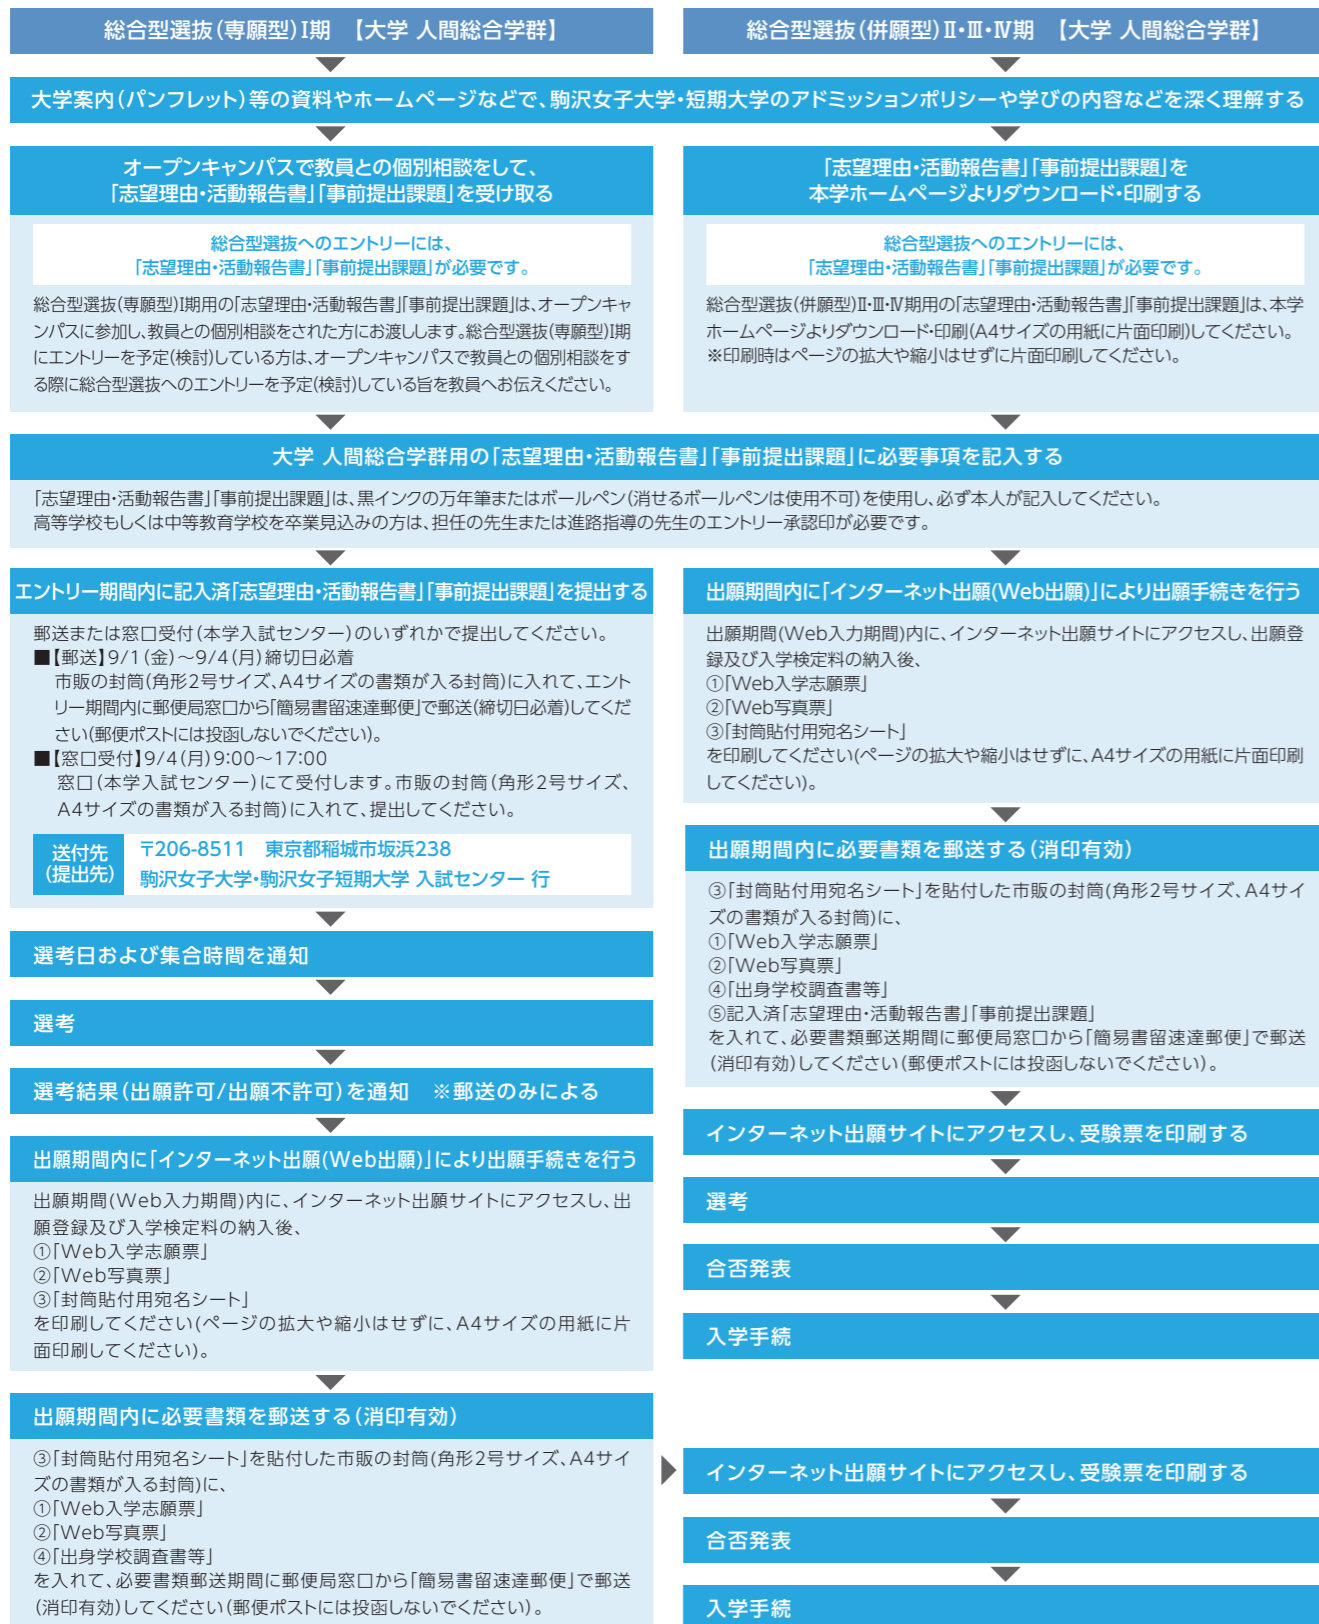 総合型選抜(専願型)Ⅰ期 【大学 人間総合学群】
総合型選抜(併願型)Ⅱ・Ⅲ・Ⅳ期 【大学 人間総合学群】
大学案内(パンフレット)等の資料やホームページなどで、駒沢女子大学・短期大学のアドミッションポリシーや学びの内容などを深く理解する
オープンキャンパスで教員との個別相談をして、
「志望理由・活動報告書」「事前提出課題」を受け取る
総合型選抜へのエントリーには、
「志望理由・活動報告書」「事前提出課題」が必要です。
総合型選抜(専願型)Ⅰ期用の「志望理由・活動報告書」「事前提出課題」は、オープンキャ
ンパスに参加し、教員との個別相談をされた方にお渡しします。総合型選抜(専願型)Ⅰ期
にエントリーを予定(検討)している方は、オープンキャンパスで教員との個別相談をす
る際に総合型選抜へのエントリーを予定(検討)している旨を教員へお伝えください。
「志望理由・活動報告書」「事前提出課題」を
本学ホームページよりダウンロード・印刷する
総合型選抜へのエントリーには、
「志望理由・活動報告書」「事前提出課題」が必要です。
総合型選抜(併願型)Ⅱ・Ⅲ・Ⅳ期用の「志望理由・活動報告書」「事前提出課題」は、本学
ホームページよりダウンロード・印刷(A4サイズの用紙に片面印刷)してください。
※印刷時はページの拡大や縮小はせずに片面印刷してください。
大学 人間総合学群用の「志望理由・活動報告書」「事前提出課題」に必要事項を記入する
「志望理由・活動報告書」「事前提出課題」は、黒インクの万年筆またはボールペン(消せるボールペンは使用不可)を使用し、必ず本人が記入してください。
高等学校もしくは中等教育学校を卒業見込みの方は、担任の先生または進路指導の先生のエントリー承認印が必要です。
エントリー期間内に記入済「志望理由・活動報告書」「事前提出課題」を提出する
郵送または窓口受付(本学入試センター)のいずれかで提出してください。
■【郵送】9/1(金)～9/4(月)締切日必着
市販の封筒(角形2号サイズ、A4サイズの書類が入る封筒)に入れて、エント
リー期間内に郵便局窓口から「簡易書留速達郵便」で郵送(締切日必着)してくだ
さい(郵便ポストには投函しないでください)。
■【窓口受付】9/4(月)9:00～17:00
窓口(本学入試センター)にて受付します。市販の封筒(角形2号サイズ、
A4サイズの書類が入る封筒)に入れて、提出してください。
送付先
(提出先)
〒206-8511 東京都稲城市坂浜238
駒沢女子大学・駒沢女子短期大学 入試センター 行
選考日および集合時間を通知
選考
選考結果(出願許可/出願不許可)を通知 ※郵送のみによる
出願期間内に「インターネット出願(Web出願)」により出願手続きを行う
出願期間(Web入力期間)内に、インターネット出願サイトにアクセスし、出
願登録及び入学検定料の納入後、
①「Web入学志願票」
②「Web写真票」
③「封筒貼付用宛名シート」
を印刷してください(ページの拡大や縮小はせずに、A4サイズの用紙に片
面印刷してください)。
出願期間内に必要書類を郵送する(消印有効)
③「封筒貼付用宛名シート」を貼付した市販の封筒(角形2号サイズ、A4サイ
ズの書類が入る封筒)に、
①「Web入学志願票」
②「Web写真票」
④「出身学校調査書等」
を入れて、必要書類郵送期間に郵便局窓口から「簡易書留速達郵便」で郵送
(消印有効)してください(郵便ポストには投函しないでください)。
出願期間内に「インターネット出願(Web出願)」により出願手続きを行う
出願期間(Web入力期間)内に、インターネット出願サイトにアクセスし、出願登
録及び入学検定料の納入後、
①「Web入学志願票」
②「Web写真票」
③「封筒貼付用宛名シート」
を印刷してください(ページの拡大や縮小はせずに、A4サイズの用紙に片面印刷
してください)。
出願期間内に必要書類を郵送する(消印有効)
③「封筒貼付用宛名シート」を貼付した市販の封筒(角形2号サイズ、A4サイ
ズの書類が入る封筒)に、
①「Web入学志願票」
②「Web写真票」
④「出身学校調査書等」
⑤記入済「志望理由・活動報告書」「事前提出課題」
を入れて、必要書類郵送期間に郵便局窓口から「簡易書留速達郵便」で郵送
(消印有効)してください(郵便ポストには投函しないでください)。
インターネット出願サイトにアクセスし、受験票を印刷する
選考
合否発表
入学手続
インターネット出願サイトにアクセスし、受験票を印刷する
合否発表
入学手続